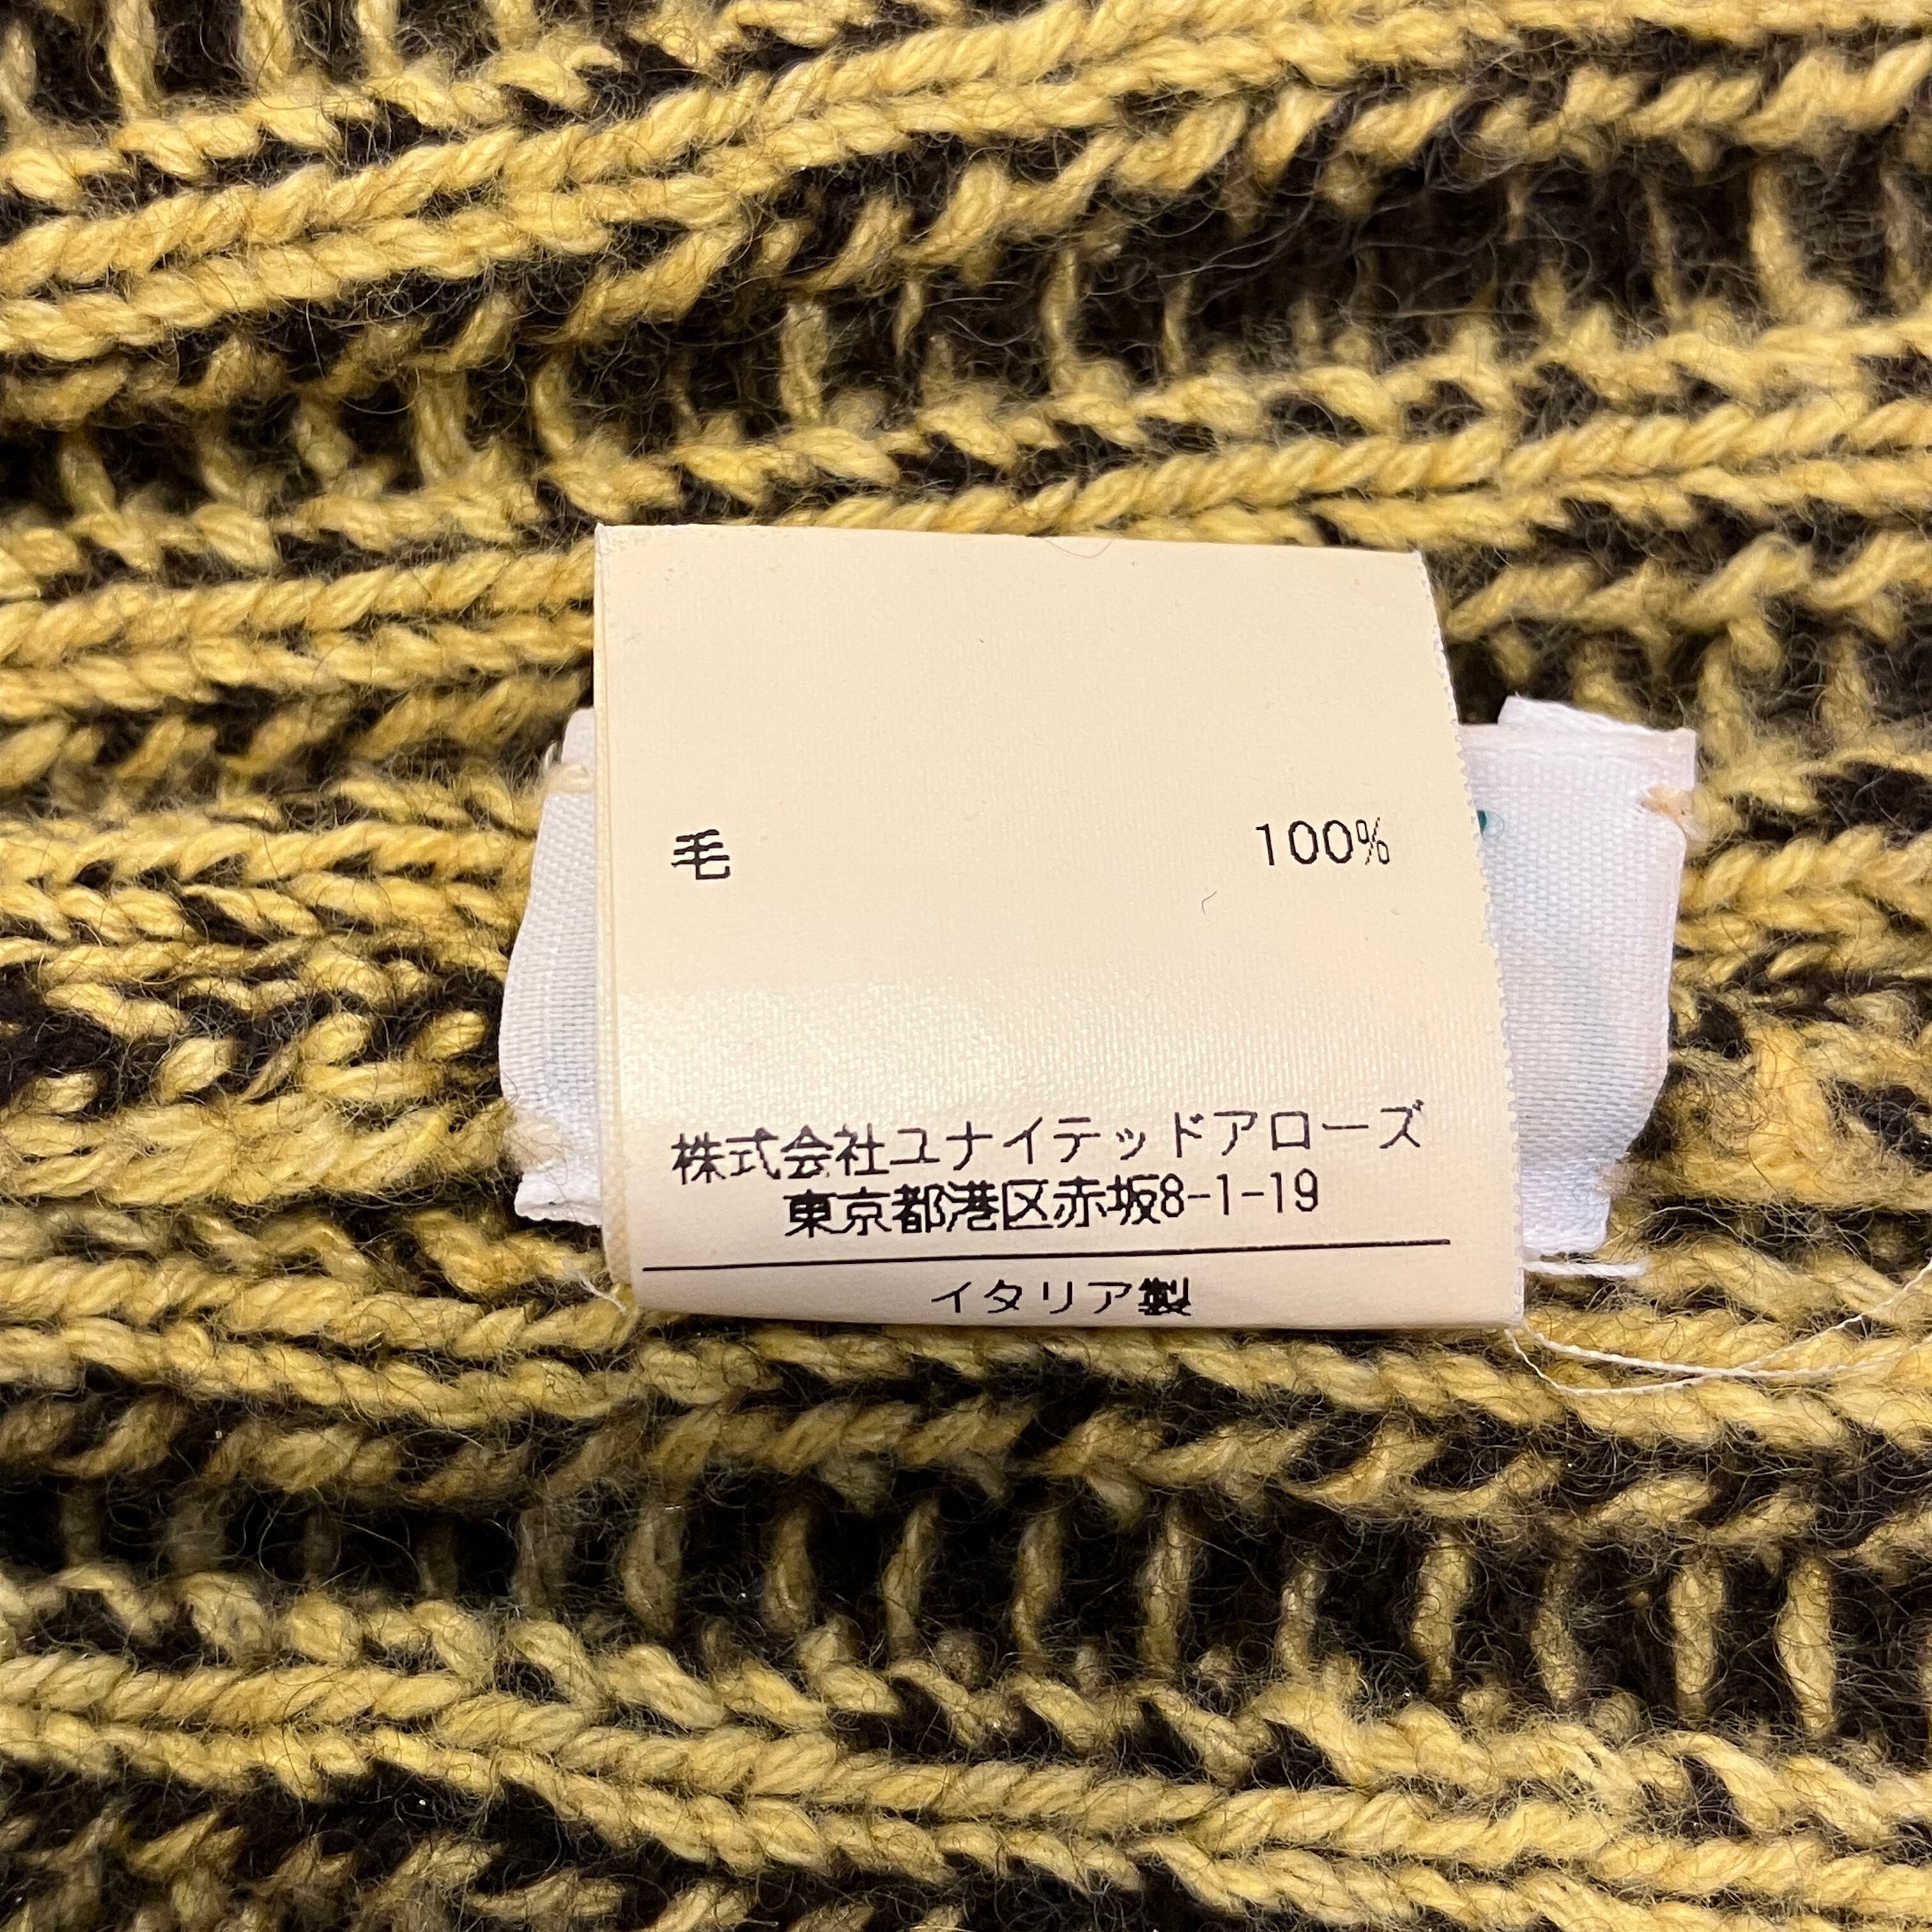 毛 100%
株式会社ユナイテッドアローズ
東京都港区赤坂8-1-19
イタリア製